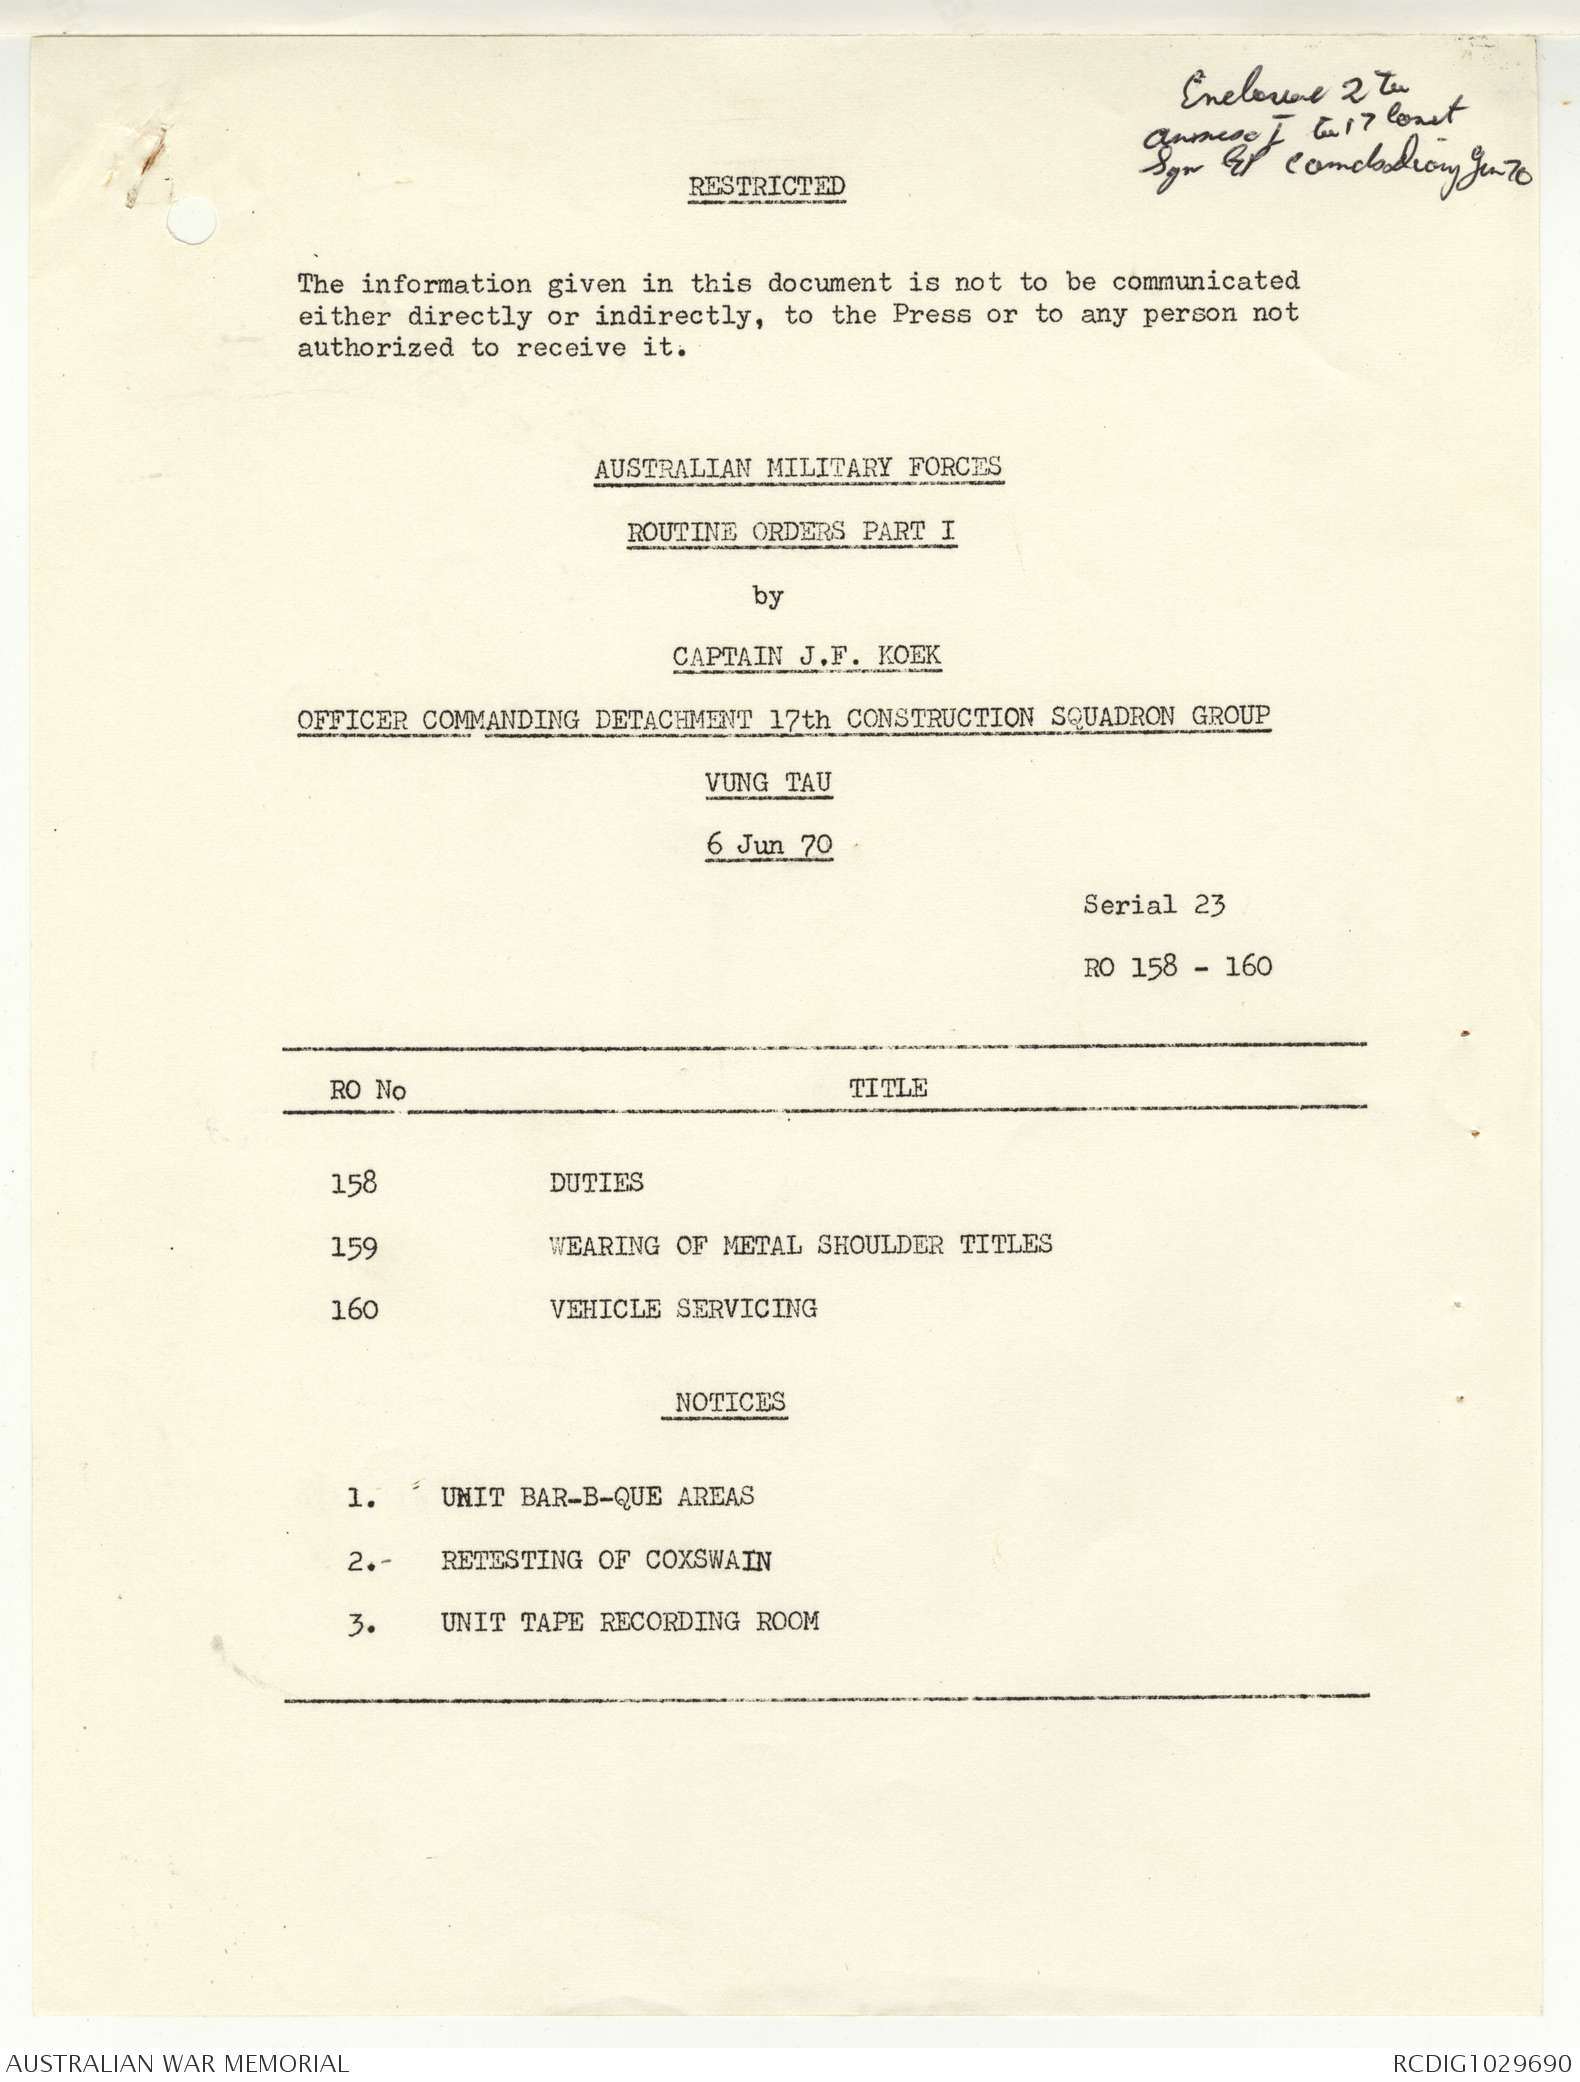 Enclosure 2 to
annex I to 17 Const
Sqn GP Comds diary Jun 70
RESTRICTED
The information given in this document is not to be communicated
either directly or indirectly, to the Press or to any person not
authorized to receive it.
AUSTRALIAN MILITARY FORCES
ROUTINE ORDERS PART I
by
CAPTAIN J.F. KOEK
OFFICER COMMANDING DETACHMENT 17th CONSTRUCTION SQUADRON GROUP
VUNG TAU
6 Jun 70
Serial 23
RO 158 - 160
RO No TITLE
158 DUTIES
159 WEARING OF METAL SHOULDER TITLES
160 VEHICLE SERVICING
NOTICES
1. UNIT BAR-B-QUE AREAS
2.- RETESTING OF COXSWAIN
3. UNIT TAPE RECORDING ROOM
AUSTRALIAN WAR MEMORIAL
RCDIG1029690